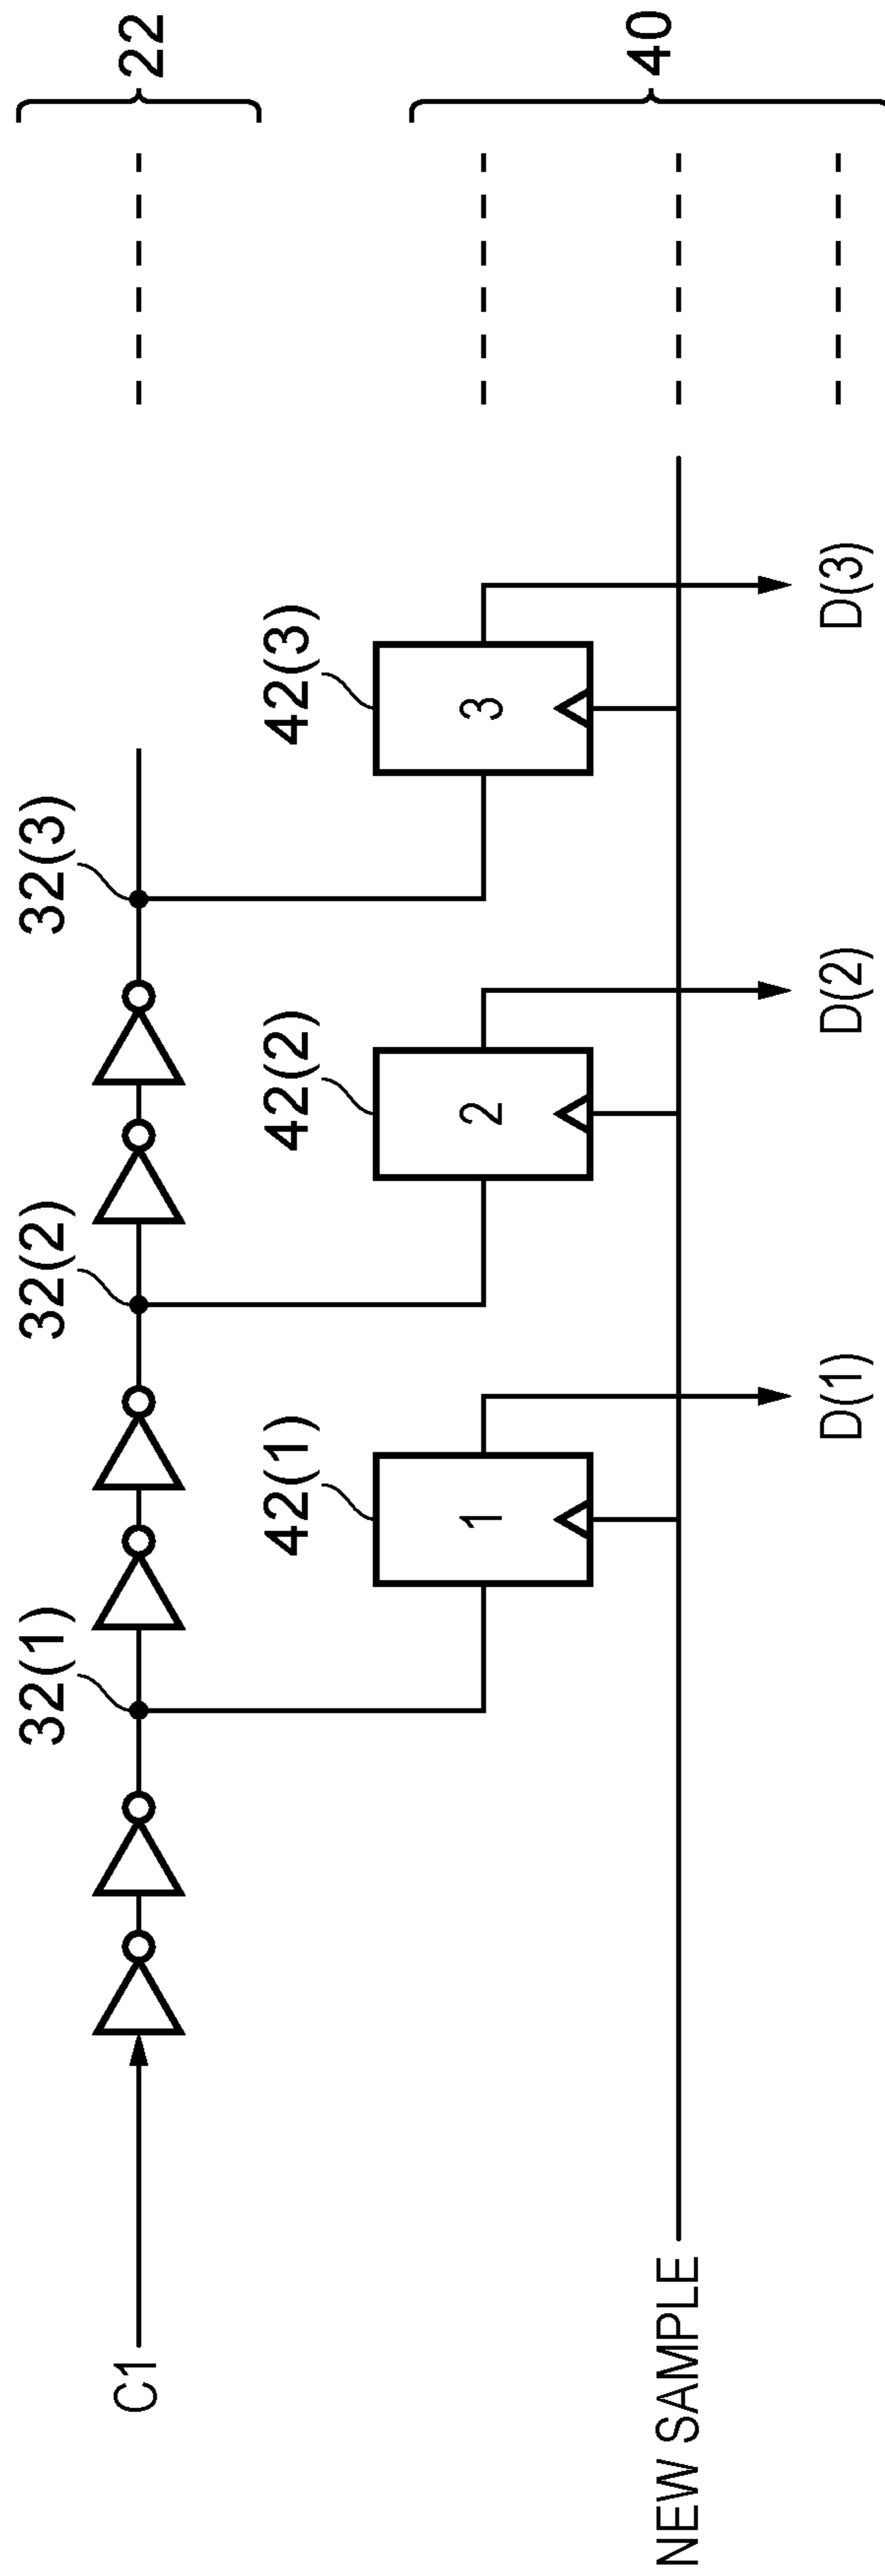 C1
32(1)
32(2)
32(3)
22
42(1)
42(2)
42(3)
1
2
3
40
NEW SAMPLE
D(1)
D(2)
D(3)